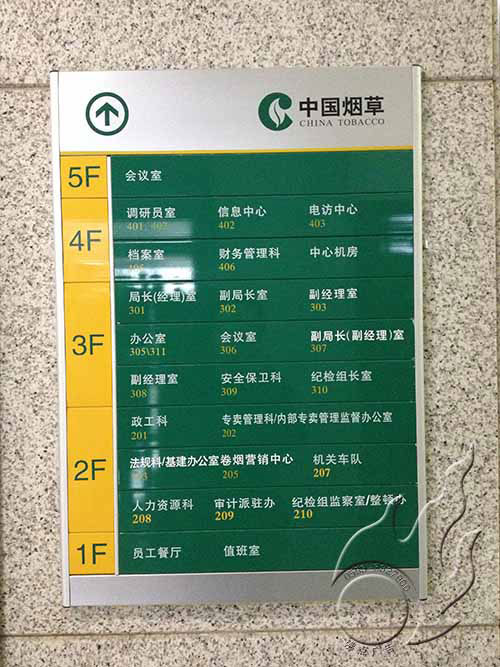 中国烟草
CHINA TOBACCO
5F
会议室
4F
调研员室 信息中心 电访中心
401、402 402 403
档案室 财务管理科 中心机房
405 406
3F
局长(经理)室 副局长室 副经理室
301 302 303
办公室 会议室 副局长(副经理)室
305\311 306 307
副经理室 安全保卫科 纪检组长室
308 309 310
2F
政工科 专卖管理科/内部专卖管理监督办公室
201 202
法规科/基建办公室 卷烟营销中心 机关车队
205 207
人力资源科 审计派驻办 纪检组监察室/整顿办
208 209 210
1F
员工餐厅 值班室